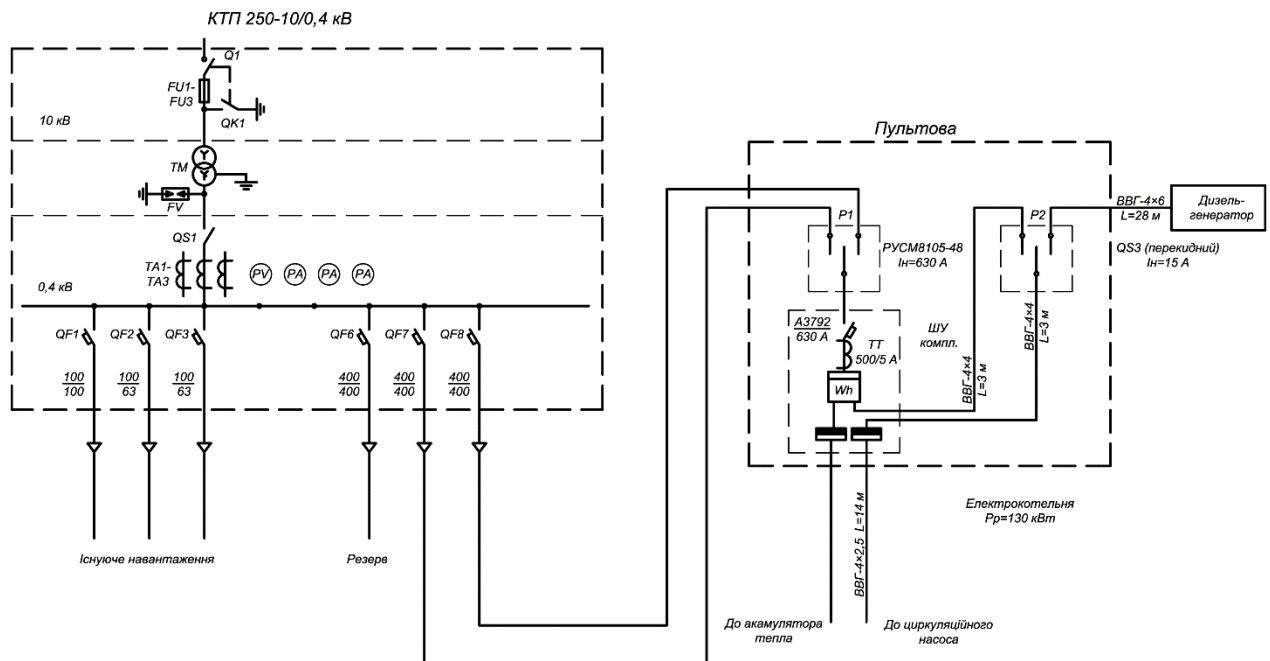 КТП 250-10/0,4 кВ
Q1
FU1-
FU3
QK1
10 кВ
TM
FV
QS1
TA1-
TA3
PV
PA
PA
PA
0,4 кВ
QF1
QF2
QF3
QF6
QF7
QF8
100
100
100
63
100
63
400
400
400
400
400
400
Існуюче навантаження
Резерв
Пультова
P1
РУСМ8105-48
Iн=630 А
P2
ВВГ-4×6
L=28 м
Дизель-
генератор
QS3 (перекидний)
Iн=15 А
А3792
630 А
ТТ
500/5 А
Wh
ШУ
компл.
ВВГ-4×4
L=3 м
ВВГ-4×4
L=3 м
Електрокотельня
Рр=130 кВт
ВВГ-4×2,5 L=14 м
До акамулятора
тепла
До циркуляційного
насоса